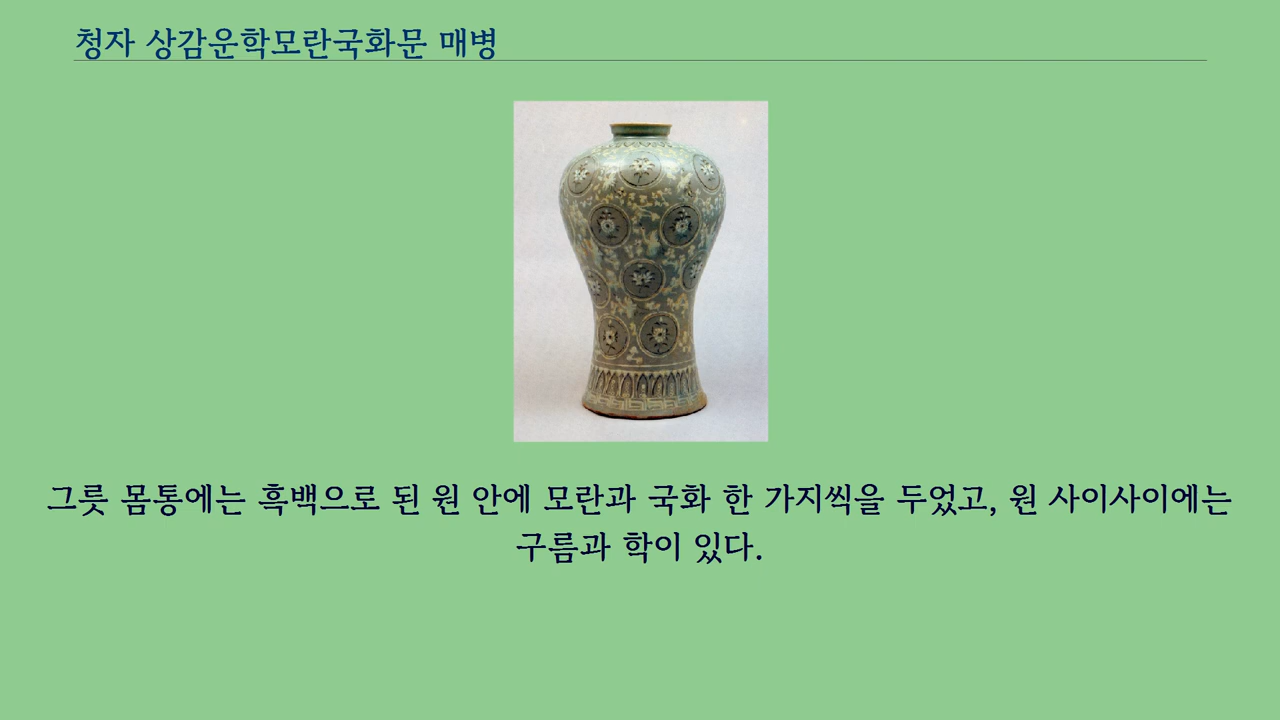 청자 상감운학모란국화문 매병
그릇 몸통에는 흑백으로 된 원 안에 모란과 국화 한 가지씩을 두었고, 원 사이사이에는
구름과 학이 있다.